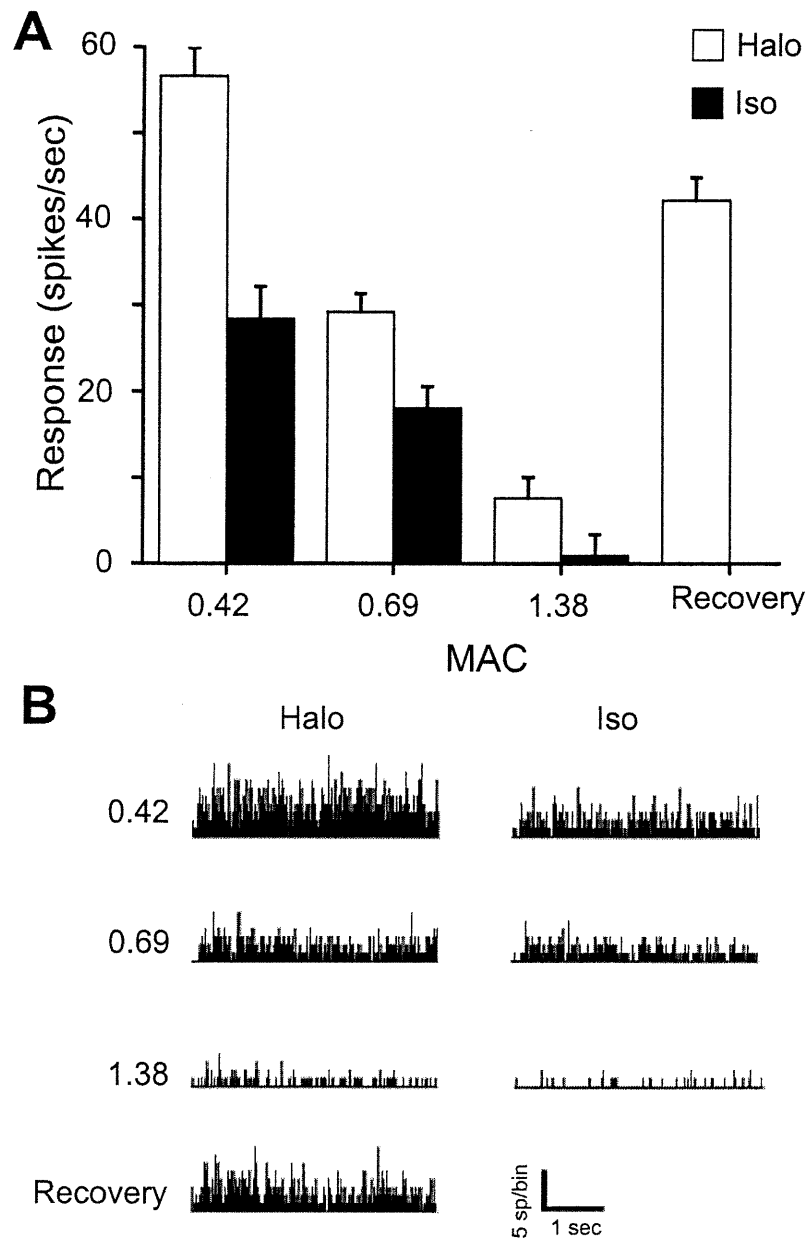 A
Halo
Iso
Response (spikes/sec)
60
40
20
0
0.42
0.69
1.38
Recovery
MAC
B
Halo
Iso
0.42
0.69
1.38
Recovery
5 sp/bin
1 sec